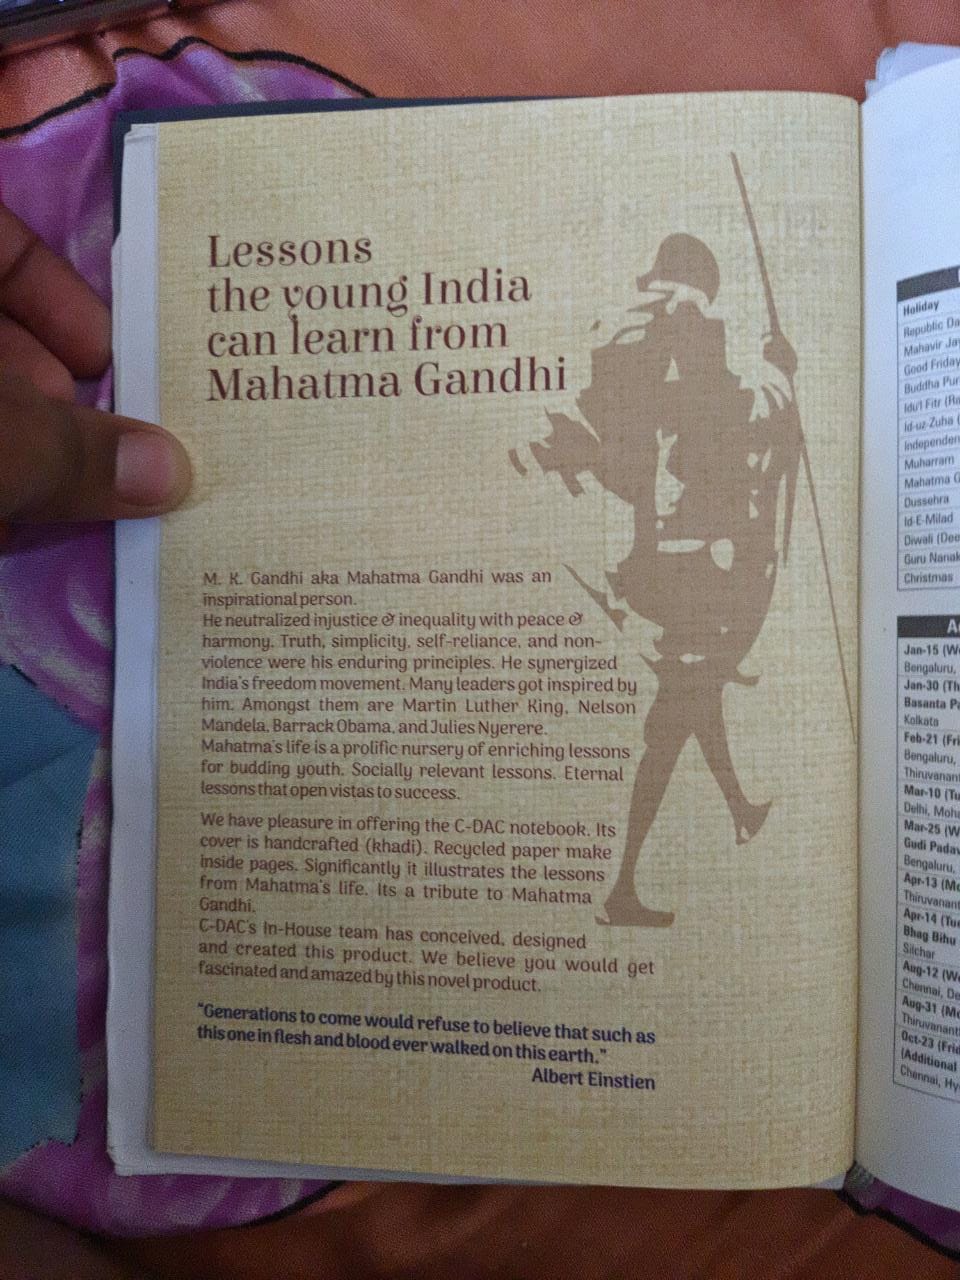 Lessons
the young India
can learn from
Mahatma Gandhi
M. K. Gandhi aka Mahatma Gandhi was an
inspirational person.
He neutralized injustice & inequality with peace &
harmony. Truth, simplicity, self-reliance, and non-
violence were his enduring principles. He synergized
India's freedom movement. Many leaders got inspired by
him. Amongst them are Martin Luther King, Nelson
Mandela, Barrack Obama, and Julies Nyerere.
Mahatma's life is a prolific nursery of enriching lessons
for budding youth. Socially relevant lessons. Eternal
lessons that open vistas to success.
We have pleasure in offering the C-DAC notebook. Its
cover is handcrafted (khadi). Recycled paper make
inside pages. Significantly it illustrates the lessons
from Mahatma's life. Its a tribute to Mahatma
Gandhi.
C-DAC's In-House team has conceived, designed
and created this product. We believe you would get
fascinated and amazed by this novel product.
"Generations to come would refuse to believe that such as
this one in flesh and blood ever walked on this earth."
Albert Einstien
Holiday
Republic Da
Mahavir Ja
Good Friday
Buddha Pur
Idu'l Fitr (Ra
Id-uz-Zuha (
Independen
Muharram
Mahatma G
Dussehra
Id-E-Milad
Diwali (Dee
Guru Nanak
Christmas
Jan-15 (We
Bengaluru,
Jan-30 (Th
Basanta Pa
Kolkata
Feb-21 (Fri
Bengaluru,
Thiruvanant
Mar-10 (Tu
Delhi, Moha
Mar-25 (W
Gudi Padav
Bengaluru,
Apr-13 (Mo
Thiruvanant
Apr-14 (Tue
Bhag Bihu
Silchar
Aug-12 (We
Chennai, De
Aug-31 (Mo
Thiruvanant
Oct-23 (Frid
(Additional
Chennai, Hy